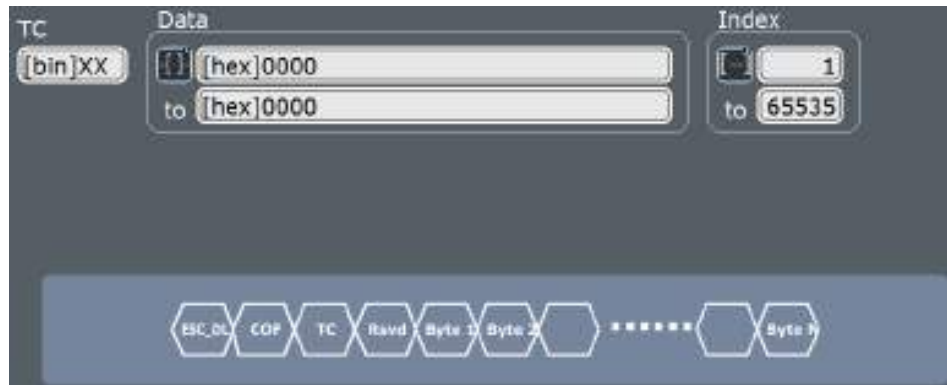 TC
Data
Index
[bin]XX
[hex]0000
1
to
[hex]0000
to
65535
ESC_DL
COF
TC
Rsvd
Byte 1
Byte 2
Byte N